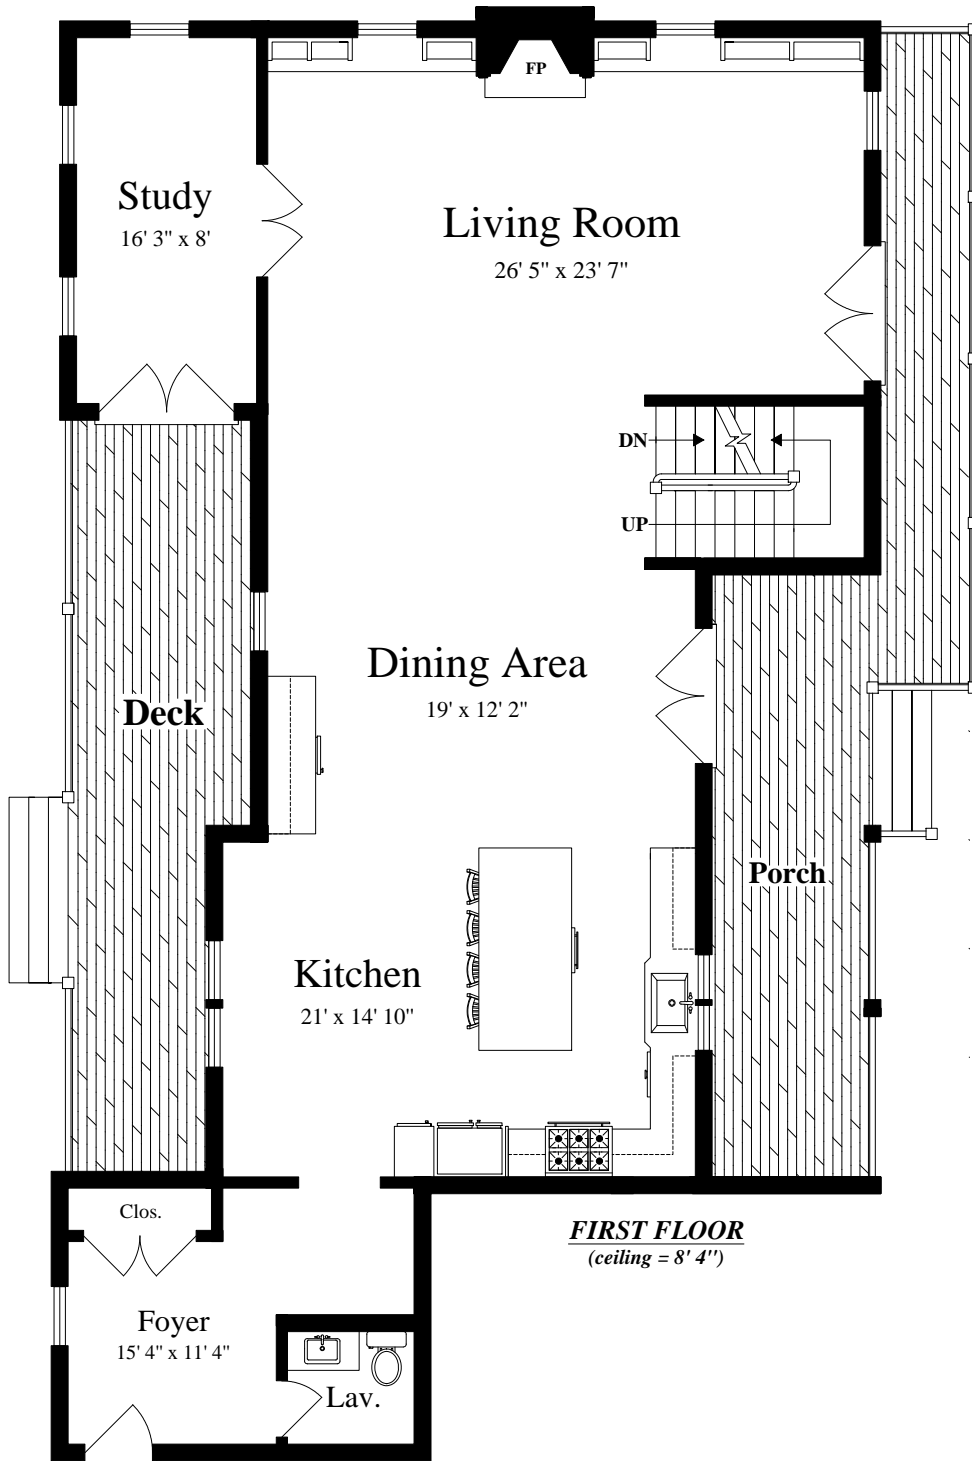 FP
Study
16' 3" x 8'
Living Room
26' 5" x 23' 7"
DN
UP
Dining Area
19' x 12' 2"
Deck
Porch
Kitchen
21' x 14' 10"
Clos.
FIRST FLOOR
(ceiling = 8' 4")
Foyer
15' 4" x 11' 4"
Lav.